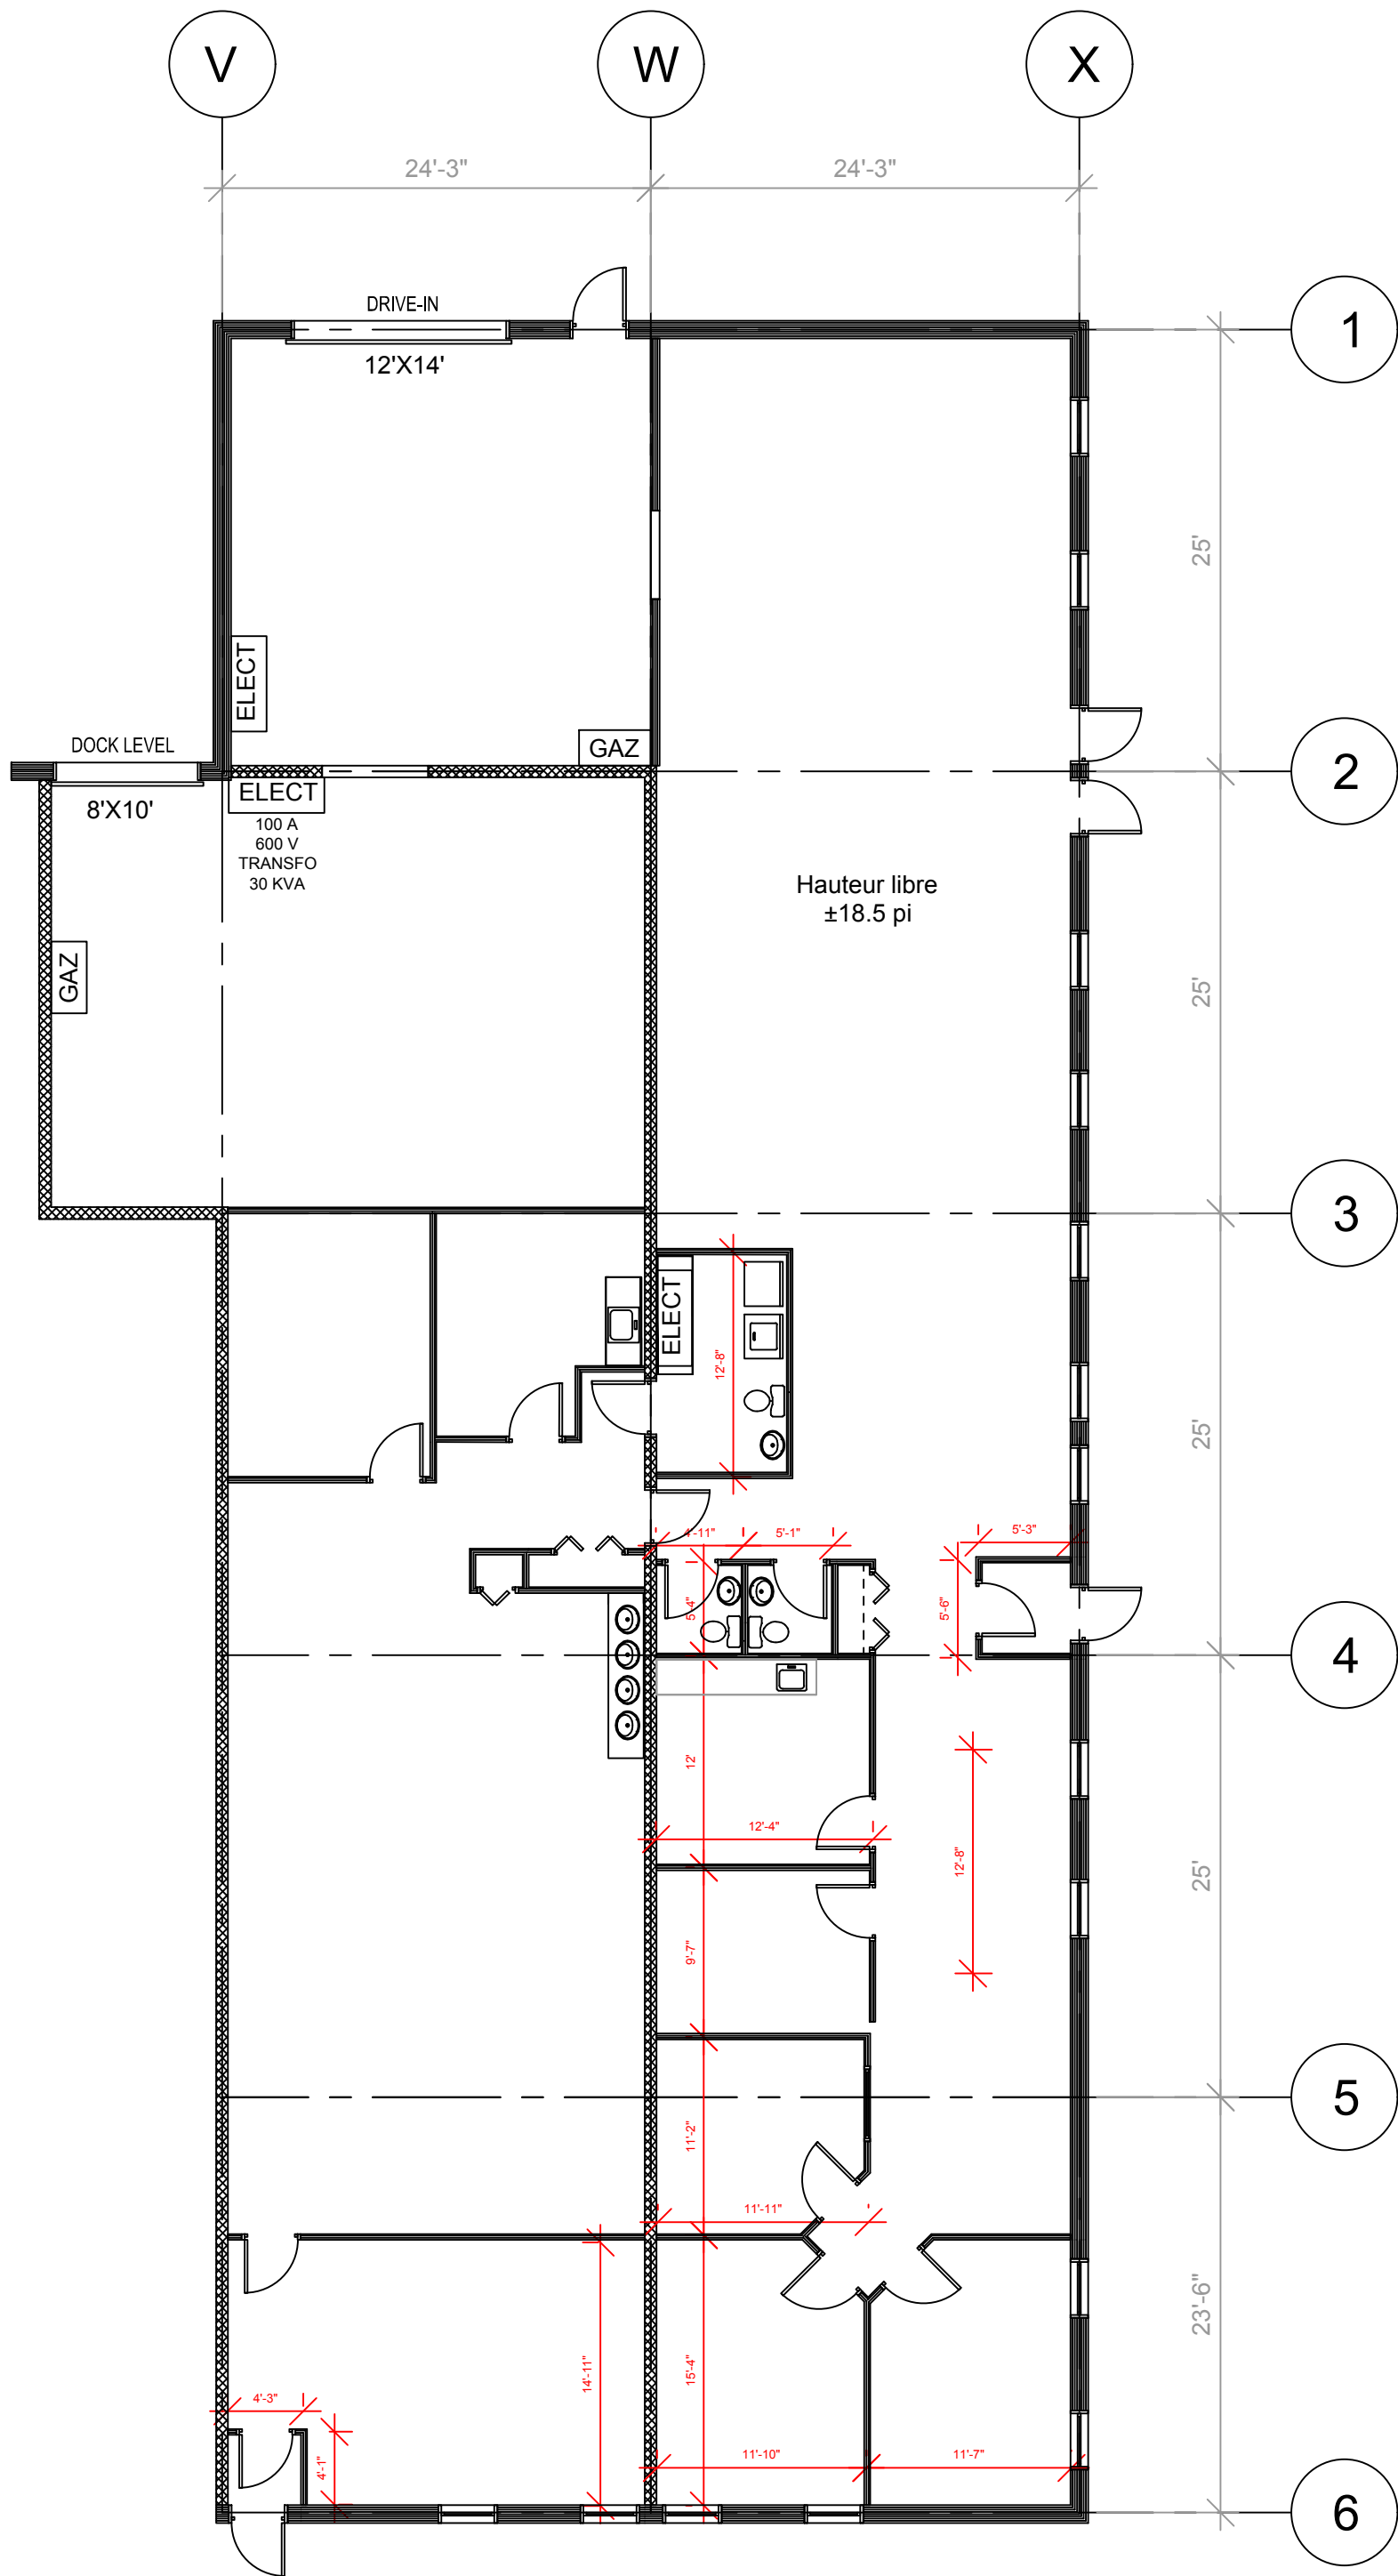 V
W
X
24'-3"
24'-3"
DRIVE-IN
12'X14'
1
25'
ELECT
GAZ
DOCK LEVEL
8'X10'
2
ELECT
100 A
600 V
TRANSFO
30 KVA
Hauteur libre
±18.5 pi
GAZ
25'
3
ELECT
12'-8"
25'
5'-1"
5'-3"
5'-4"
5'-6"
4
12'
12'-4"
12'-8"
25'
9'-7"
5
11'-2"
11'-11"
23'-6"
14'-11"
15'-4"
4'-3"
4'-1"
11'-10"
11'-7"
6